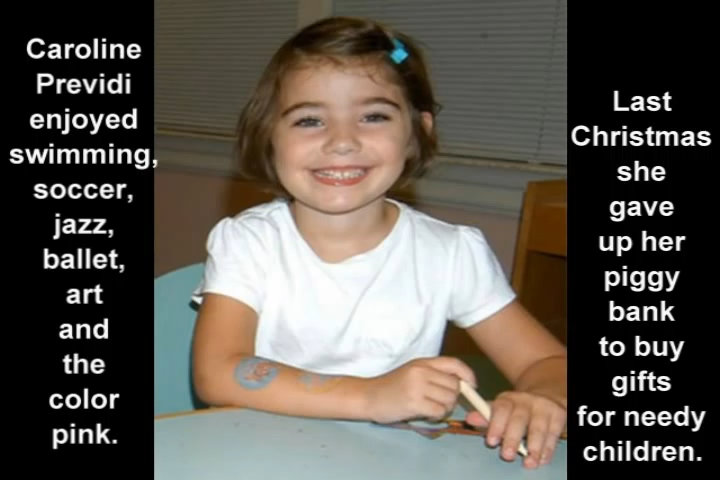 Caroline
Previdi
enjoyed
swimming,
soccer,
jazz,
ballet,
art
and
the
color
pink.
Last
Christmas
she
gave
up her
piggy
bank
to buy
gifts
for needy
children.